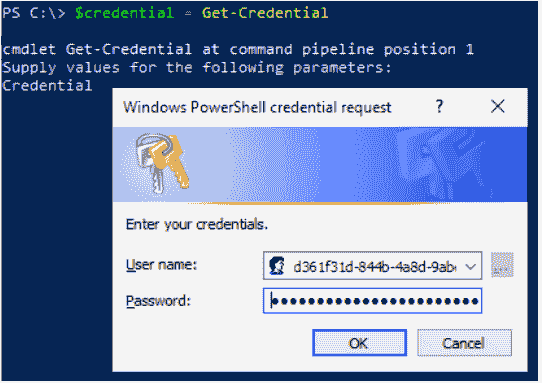 PS C:\> $credential = Get-Credential
cmdlet Get-Credential at command pipeline position 1
Supply values for the following parameters:
Credential
Windows PowerShell credential request
Enter your credentials.
User name:
d361f31d-844b-4a8d-9ab
Password:
OK Cancel